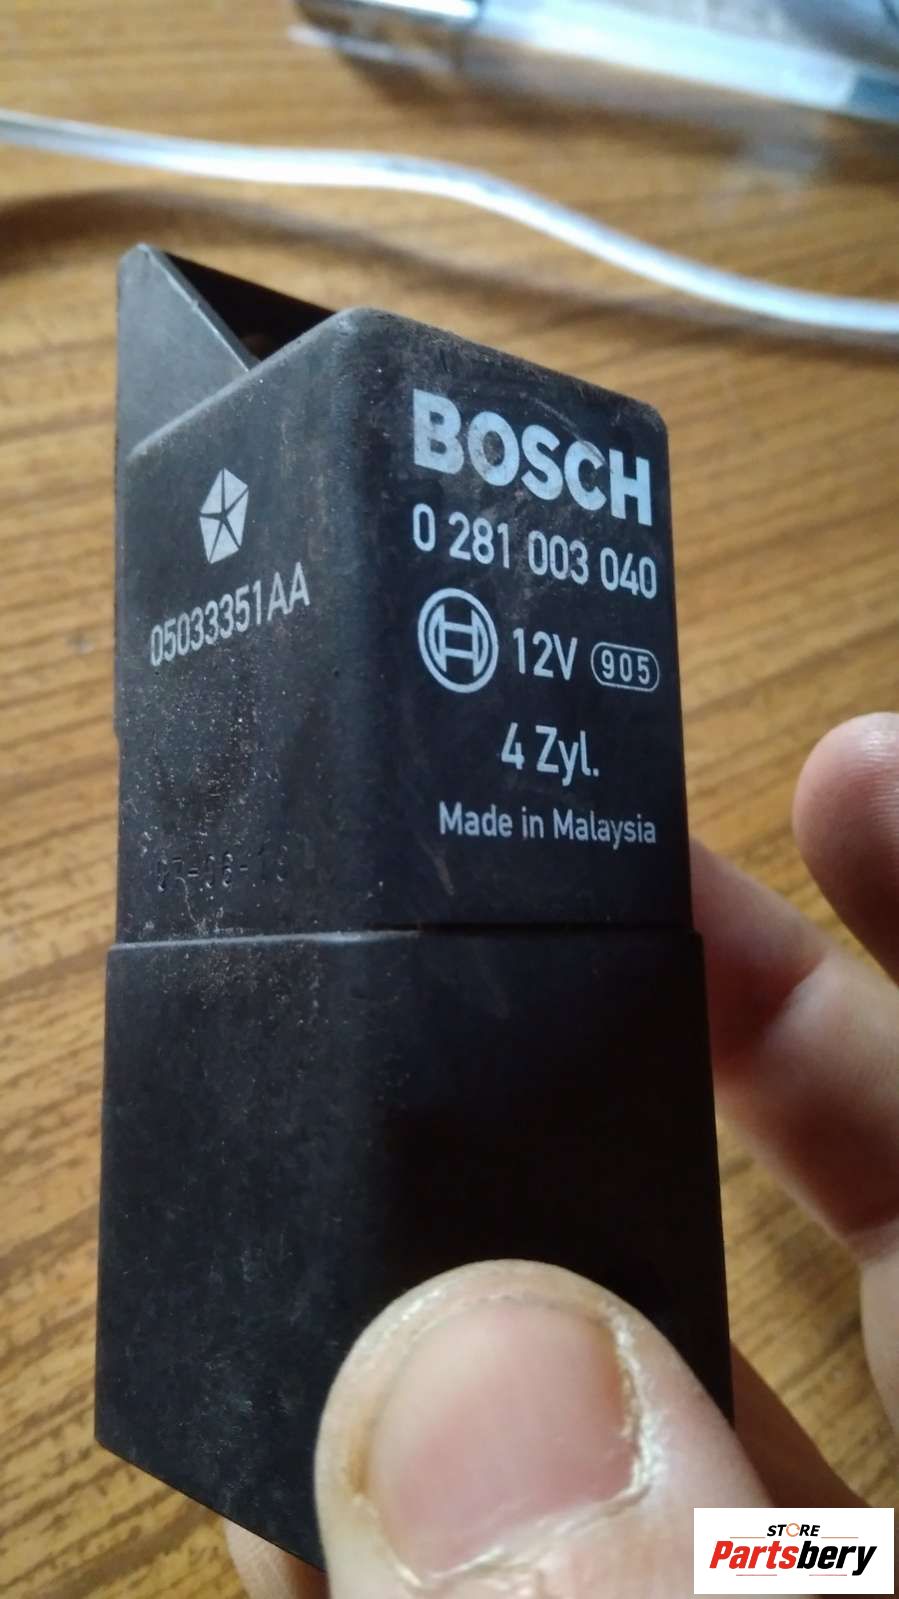 BOSCH
0 281 003 040
12V 905
4 Zyl.
Made in Malaysia
05033351AA
STORE
Partsbery